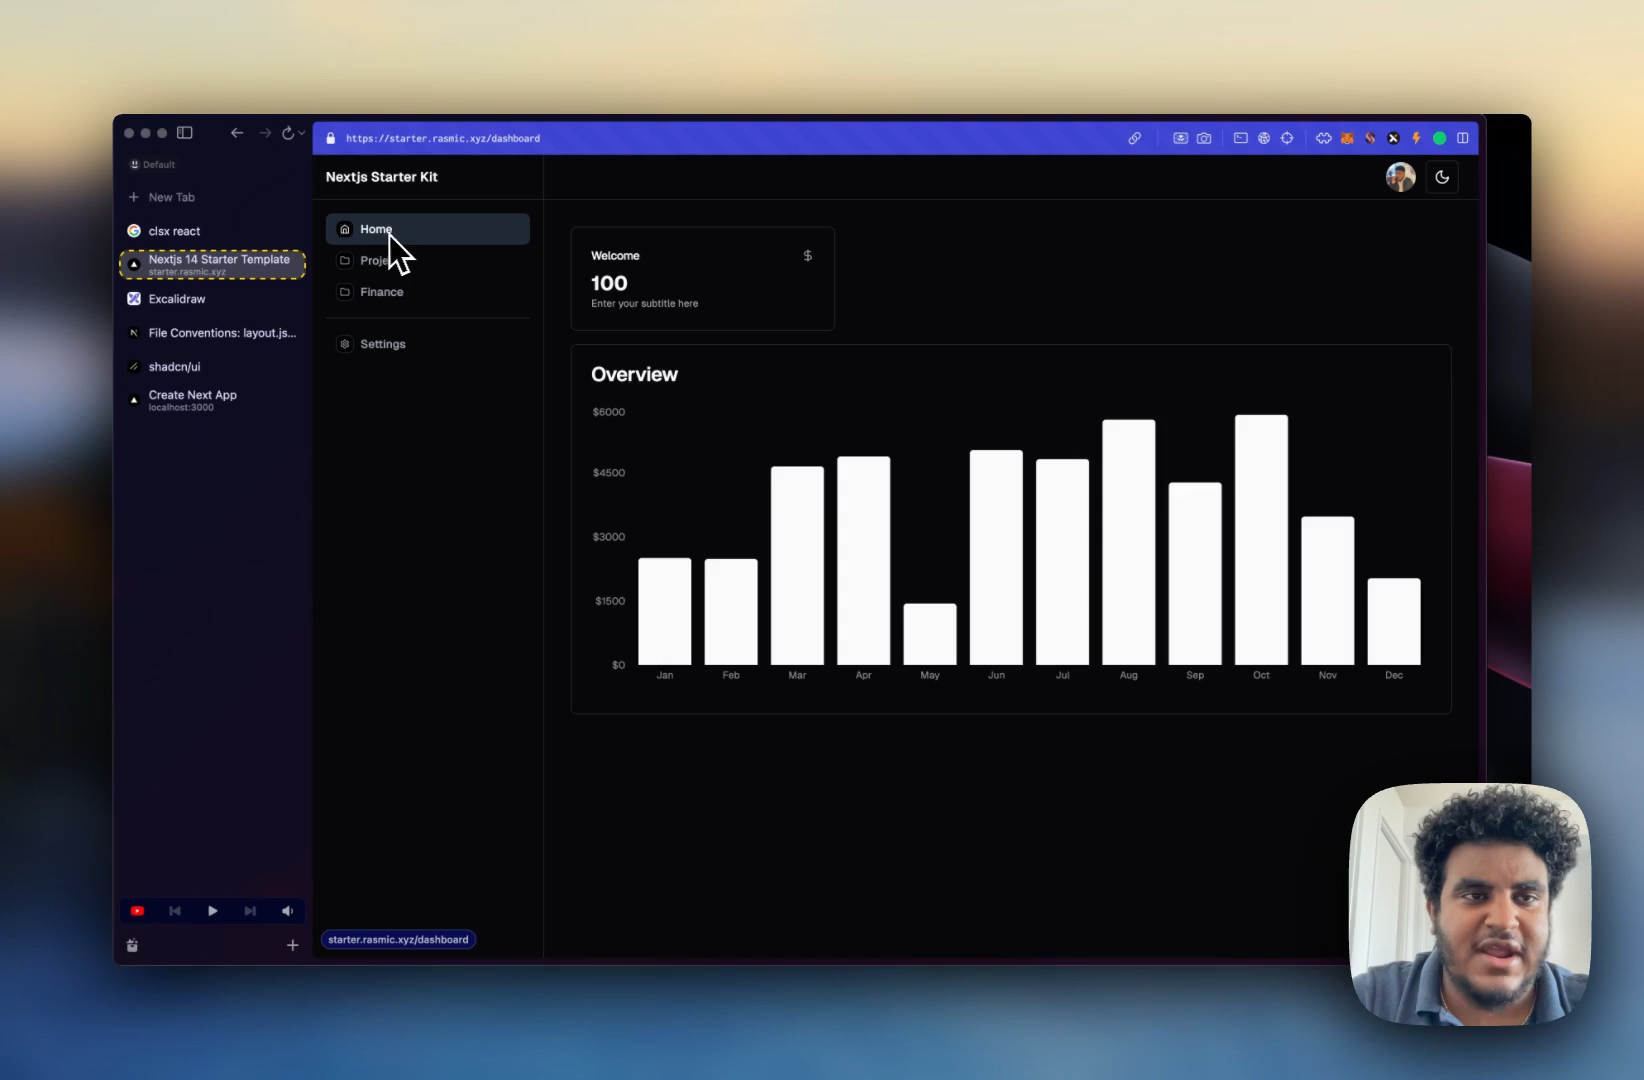 https://starter.rasmic.xyz/dashboard
Default
New Tab
clsx react
Nextjs 14 Starter Template
starter.rasmic.xyz
Excalidraw
File Conventions: layout.js...
shadcn/ui
Create Next App
localhost:3000
Nextjs Starter Kit
Home
Proje
Finance
Settings
Welcome
$
100
Enter your subtitle here
Overview
$6000
$4500
$3000
$1500
$0
Jan Feb Mar Apr May Jun Jul Aug Sep Oct Nov Dec
starter.rasmic.xyz/dashboard